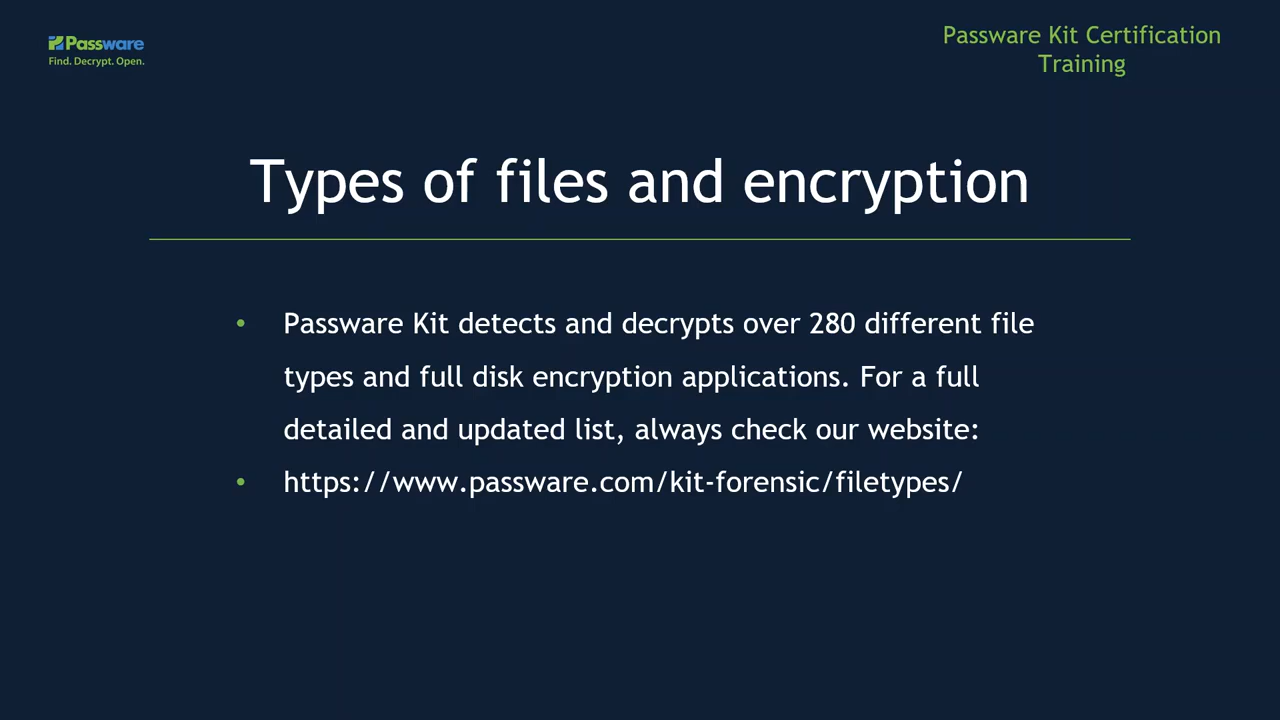 Passware
Find. Decrypt. Open.
Passware Kit Certification
Training
Types of files and encryption
• Passware Kit detects and decrypts over 280 different file
types and full disk encryption applications. For a full
detailed and updated list, always check our website:
• https://www.passware.com/kit-forensic/filetypes/